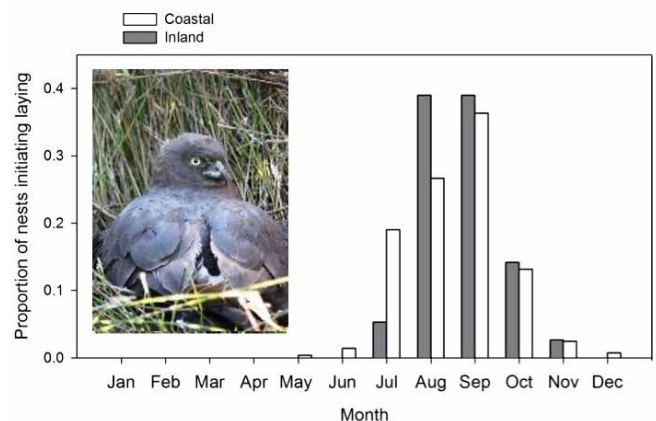 Coastal
Inland
Proportion of nests initiating laying
0.4
0.3
0.2
0.1
0.0
Jan Feb Mar Apr May Jun Jul Aug Sep Oct Nov Dec
Month